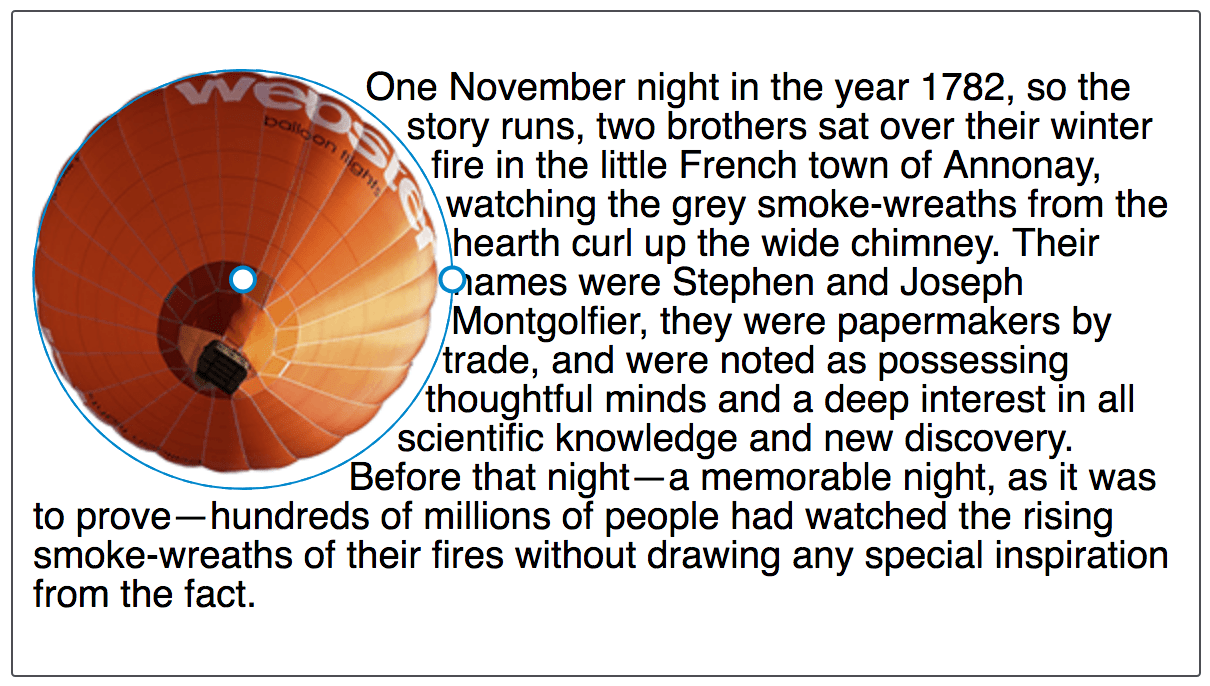 webster
balloon flights
One November night in the year 1782, so the
story runs, two brothers sat over their winter
fire in the little French town of Annonay,
watching the grey smoke-wreaths from the
hearth curl up the wide chimney. Their
names were Stephen and Joseph
Montgolfier, they were papermakers by
trade, and were noted as possessing
thoughtful minds and a deep interest in all
scientific knowledge and new discovery.
Before that night—a memorable night, as it was
to prove—hundreds of millions of people had watched the rising
smoke-wreaths of their fires without drawing any special inspiration
from the fact.